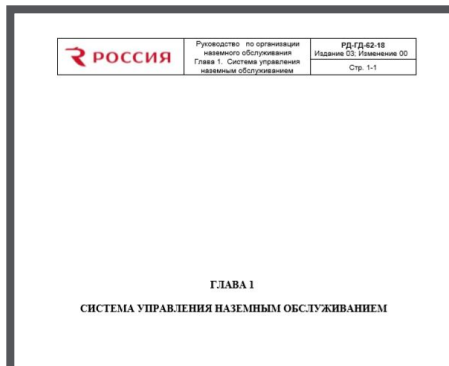 РОССИЯ
Руководство по организации
наземного обслуживания
Глава 1. Система управления
наземным обслуживанием
РД-ГД-62-18
Издание 03; Изменение 00
Стр. 1-1
ГЛАВА 1
СИСТЕМА УПРАВЛЕНИЯ НАЗЕМНЫМ ОБСЛУЖИВАНИЕМ